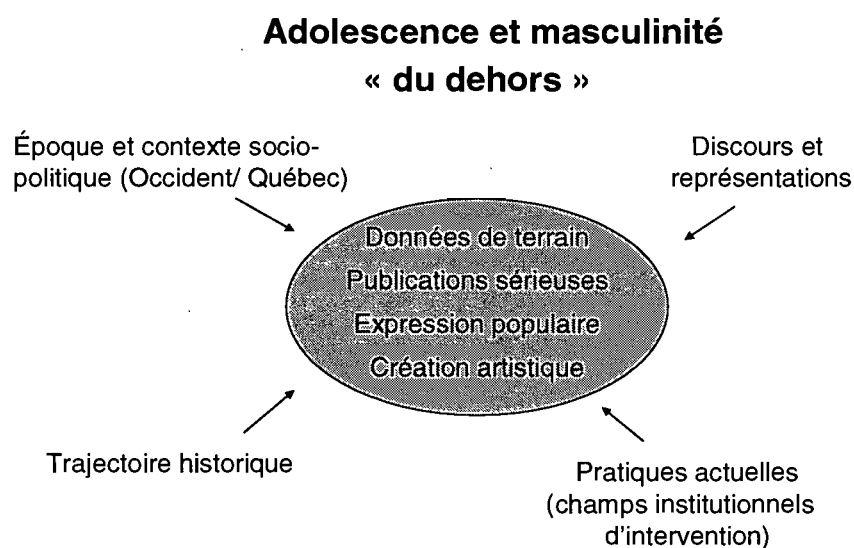 Adolescence et masculinité
« du dehors »
Époque et contexte socio-
politique (Occident/ Québec)
Discours et
représentations
Données de terrain
Publications sérieuses
Expression populaire
Création artistique
Trajectoire historique
Pratiques actuelles
(champs institutionnels
d'intervention)